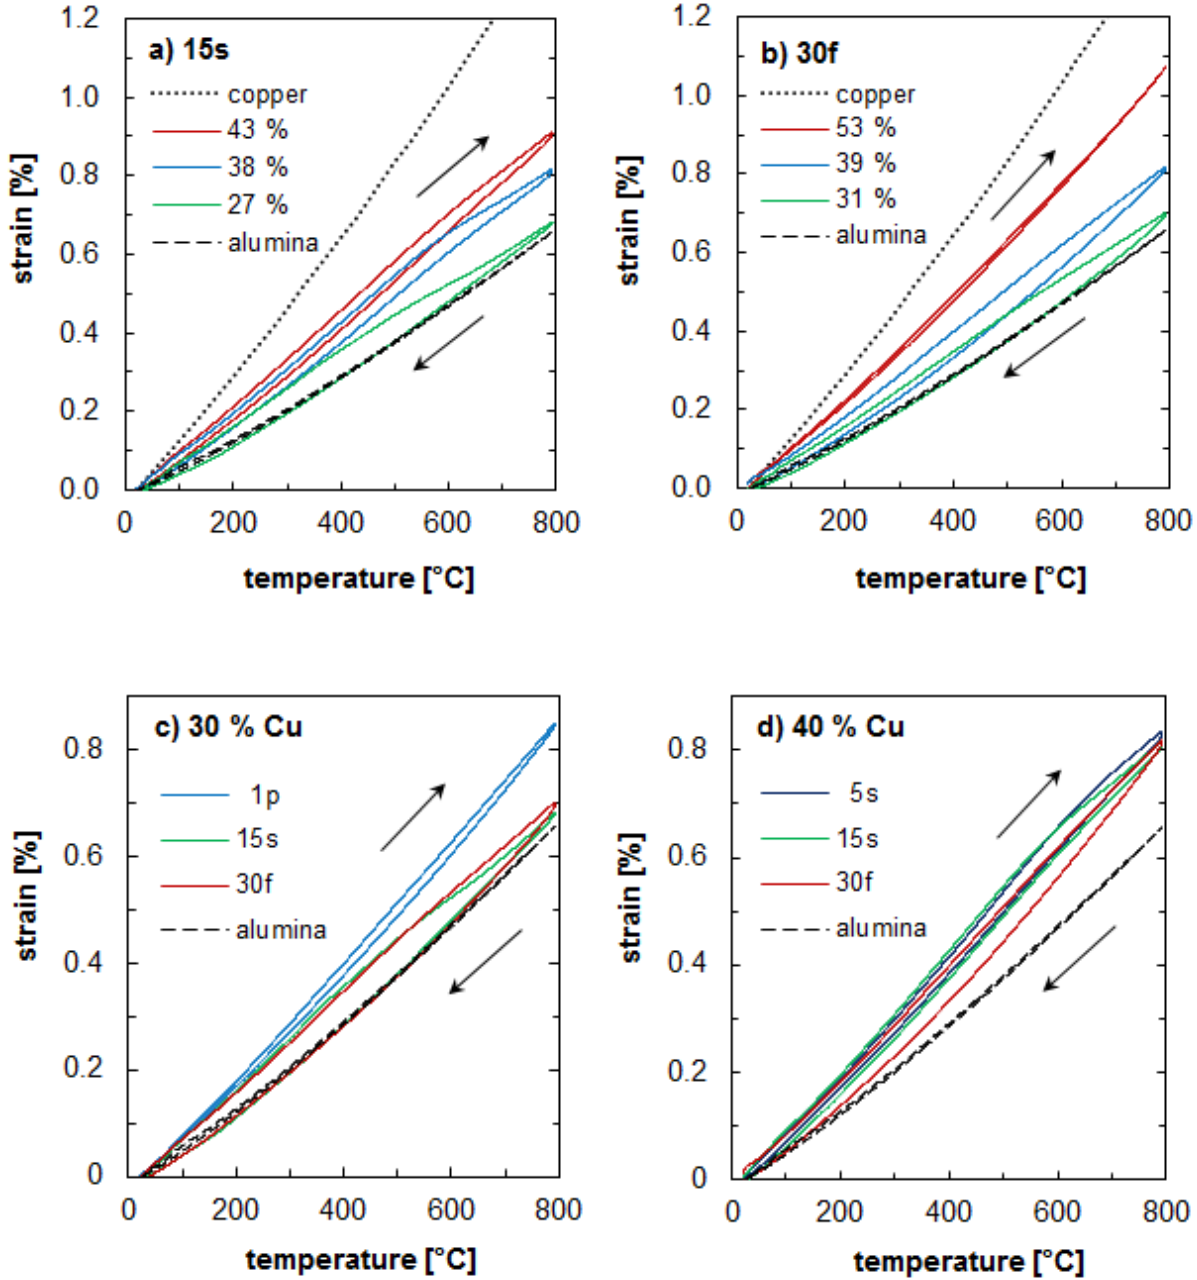 a) 15s
copper
43 %
38 %
27 %
alumina
strain [%]
1.2
1.0
0.8
0.6
0.4
0.2
0.0
0
200
400
600
800
temperature [°C]
b) 30f
copper
53 %
39 %
31 %
alumina
strain [%]
1.2
1.0
0.8
0.6
0.4
0.2
0.0
0
200
400
600
800
temperature [°C]
c) 30 % Cu
1p
15s
30f
alumina
strain [%]
0.8
0.6
0.4
0.2
0
0
200
400
600
800
temperature [°C]
d) 40 % Cu
5s
15s
30f
alumina
strain [%]
0.8
0.6
0.4
0.2
0
0
200
400
600
800
temperature [°C]